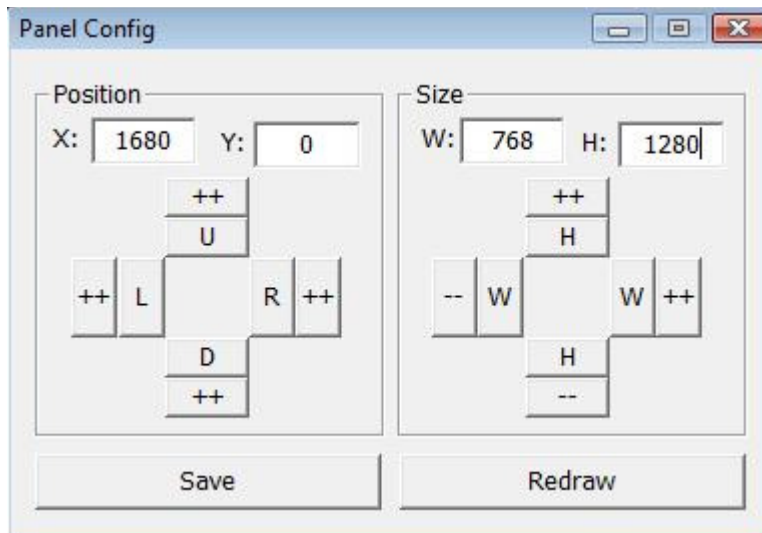 Panel Config
Position
X: 1680 Y: 0
++
U
++ L R ++
D
++
Size
W: 768 H: 1280
++
H
-- W W ++
H
--
Save
Redraw